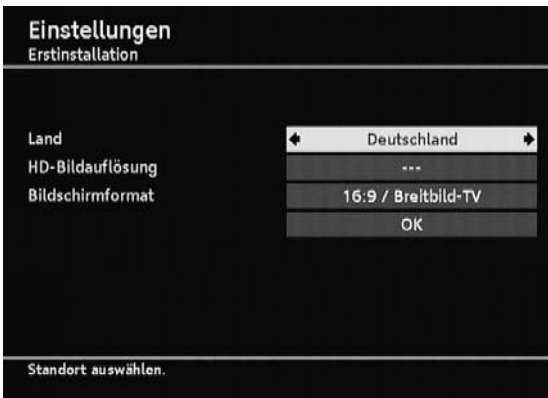 Einstellungen
Erstinstallation
Land Deutschland
HD-Bildauflösung ---
Bildschirmformat 16:9 / Breitbild-TV
OK
Standort auswählen.